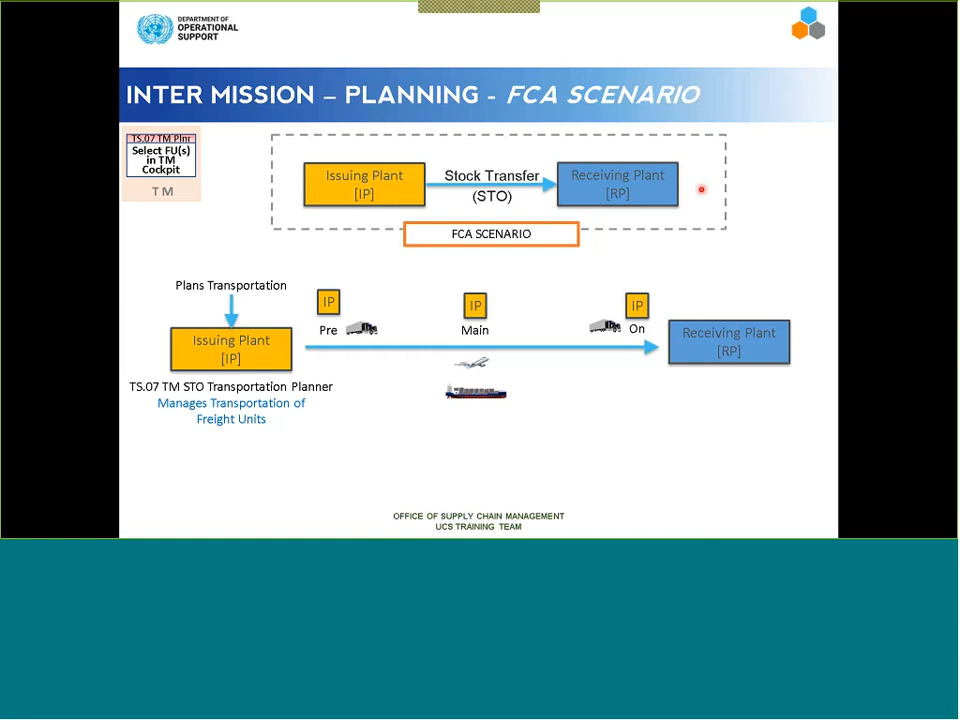 DEPARTMENT OF
OPERATIONAL
SUPPORT
INTER MISSION – PLANNING - FCA SCENARIO
TS.07 TM Plnr
Select FU(s)
in TM
Cockpit
TM
Issuing Plant
[IP]
Stock Transfer
(STO)
Receiving Plant
[RP]
FCA SCENARIO
Plans Transportation
IP
IP
IP
Pre
Main
On
Issuing Plant
[IP]
Receiving Plant
[RP]
TS.07 TM STO Transportation Planner
Manages Transportation of
Freight Units
OFFICE OF SUPPLY CHAIN MANAGEMENT
UCS TRAINING TEAM